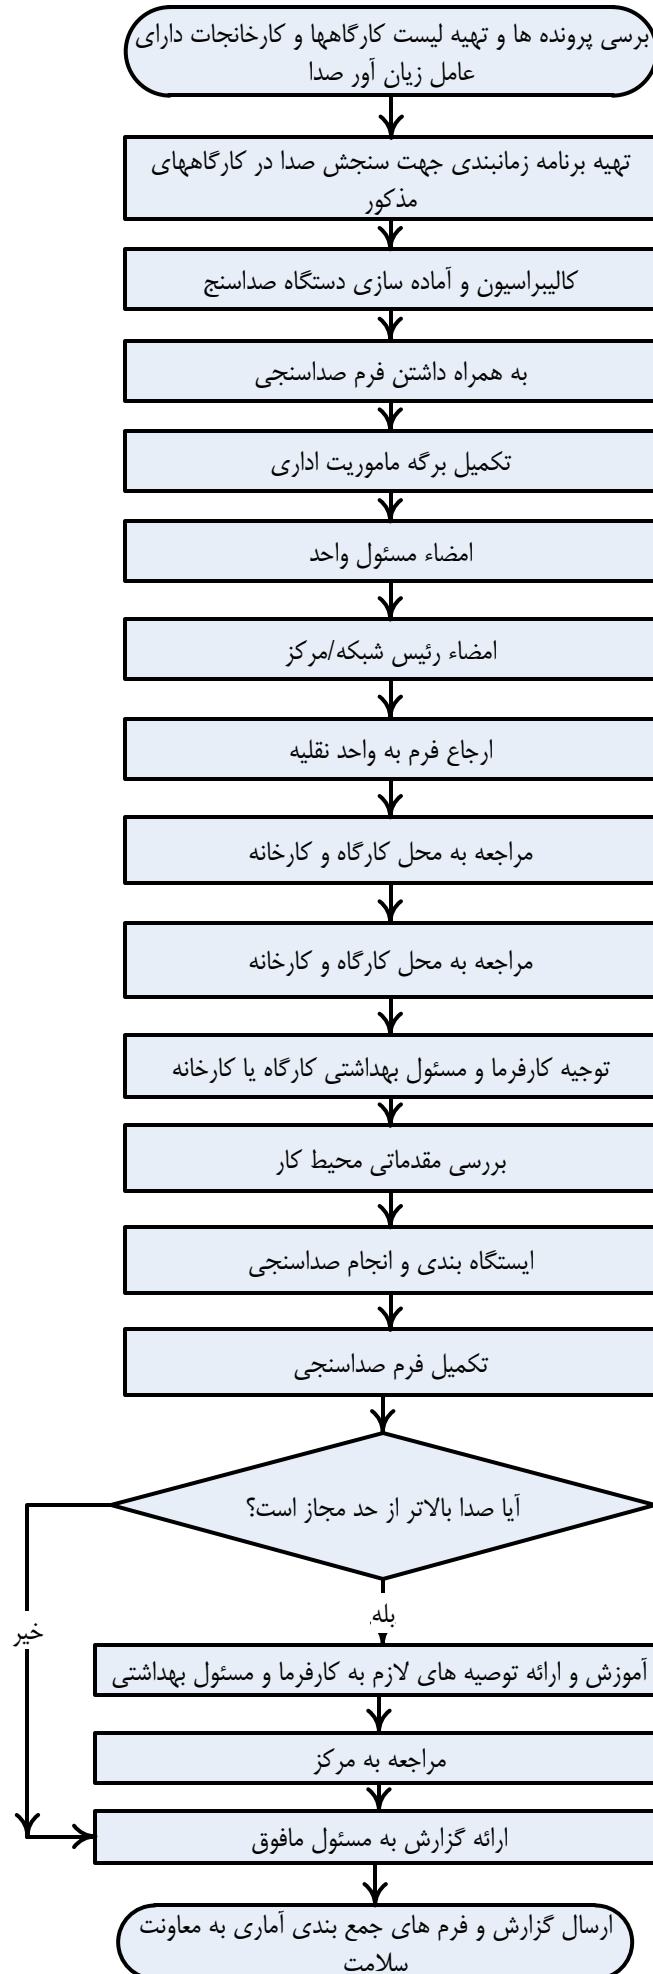 برسی پرونده ها و تهیه لیست کارگاهها و کارخانجات دارای
عامل زیان آور صدا
تهیه برنامه زمانبندی جهت سنجش صدا در کارگاههای
مذکور
کالیبراسیون و آماده سازی دستگاه صداسنج
به همراه داشتن فرم صداسنجی
تکمیل برگه ماموریت اداری
امضاء مسئول واحد
امضاء رئیس شبکه/مرکز
ارجاع فرم به واحد نقلیه
مراجعه به محل کارگاه و کارخانه
مراجعه به محل کارگاه و کارخانه
توجیه کارفرما و مسئول بهداشتی کارگاه یا کارخانه
بررسی مقدماتی محیط کار
ایستگاه بندی و انجام صداسنجی
تکمیل فرم صداسنجی
آیا صدا بالاتر از حد مجاز است؟
بله
خیر
آموزش و ارائه توصیه های لازم به کارفرما و مسئول بهداشتی
مراجعه به مرکز
ارائه گزارش به مسئول مافوق
ارسال گزارش و فرم های جمع بندی آماری به معاونت
سلامت